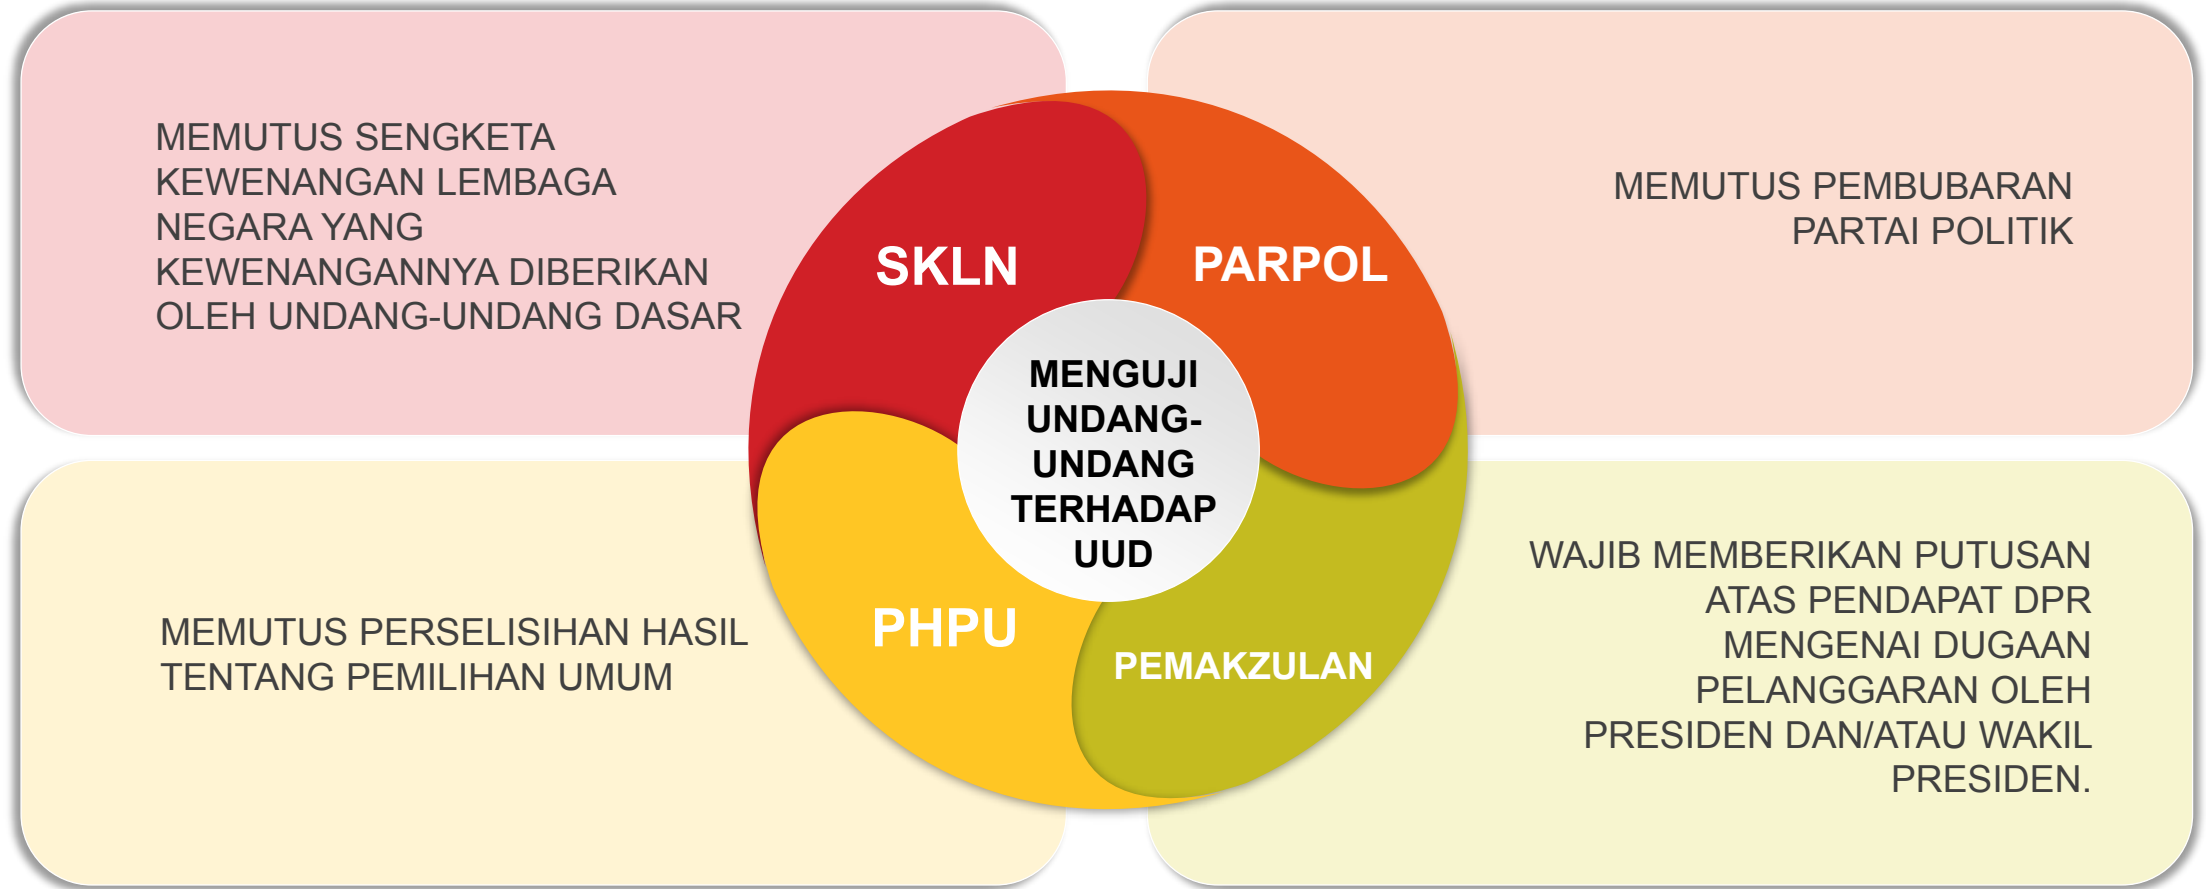 MEMUTUS SENGKETA
KEWENANGAN LEMBAGA
NEGARA YANG
KEWENANGANNYA DIBERIKAN
OLEH UNDANG-UNDANG DASAR
SKLN
PARPOL
MEMUTUS PEMBUBARAN
PARTAI POLITIK
MENGUJI
UNDANG-
UNDANG
TERHADAP
UUD
MEMUTUS PERSELISIHAN HASIL
TENTANG PEMILIHAN UMUM
PHPU
PEMAKZULAN
WAJIB MEMBERIKAN PUTUSAN
ATAS PENDAPAT DPR
MENGENAI DUGAAN
PELANGGARAN OLEH
PRESIDEN DAN/ATAU WAKIL
PRESIDEN.